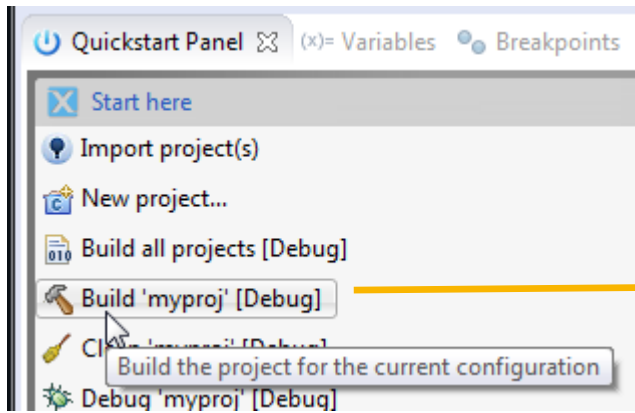 Quickstart Panel (x)= Variables Breakpoints
Start here
Import project(s)
New project...
010 Build all projects [Debug]
Build 'myproj' [Debug]
Build the project for the current configuration
Debug 'myproj' [Debug]